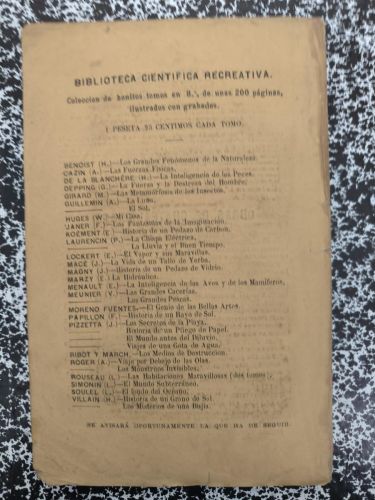 BIBLIOTECA CIENTIFICA RECREATIVA.
Coleccion de bonitos tomos en 8.º, de unas 200 páginas,
ilustrados con grabados.
1 PESETA 25 CENTIMOS CADA TOMO.
BENOIST (H.)—Los Grandes Fenómenos de la Naturaleza.
CAZIN (A.)—Las Fuerzas Físicas.
DE LA BLANCHÈRE (H.)—La Inteligencia de los Peces.
DEPPING (G.)—La Fuerza y la Destreza del Hombre.
GIRARD (M.)—Las Metamórfosis de los Insectos.
GUILLEMIN (A.)—La Luna.
El Sol.
HUGES (W.)—Mi Casa.
JANER (F.)—Los Fantasmas de la Imaginacion.
KOËMENT (E.)—Historia de un Pedazo de Carbon.
LAURENCIN (P.)—La Chispa Eléctrica.
La Lluvia y el Buen Tiempo.
LOCKERT (E.)—El Vapor y sus Maravillas.
MACÉ (J.)—La Vida de un Tallo de Yerba.
MAGNY (J.)—Historia de un Pedazo de Vidrio.
MARZY (E.)—La Hidráulica.
MENAULT (E.)—La Inteligencia de las Aves y de los Mamíferos.
MEUNIER (V.)—Las Grandes Cacerías.
Las Grandes Pescas.
MORENO FUENTES.—El Genio de las Bellas Artes.
PAPILLON (F.)—Historia de un Rayo de Sol.
PIZZETTA (J.)—Los Secretos de la Playa.
Historia de un Pliego de Papel.
El Mundo antes del Diluvio.
Viajes de una Gota de Agua.
RIBOT Y MARCH.—Los Medios de Destruccion.
ROGER (A.)—Viaje por Debajo de las Olas.
Los Monstruos Invisibles.
ROUSEAU (L.)—Las Habitaciones Maravillosas (dos tomos).
SIMONIN (L.)—El Mundo Subterráneo.
SOULEL (L.)—El fondo del Océano.
VILLAIN (H.)—Historia de un Grano de Sal.
Los Misterios de una Bujía.
SE AVISARÁ OPORTUNAMENTE LA QUE HA DE SEGUIR.